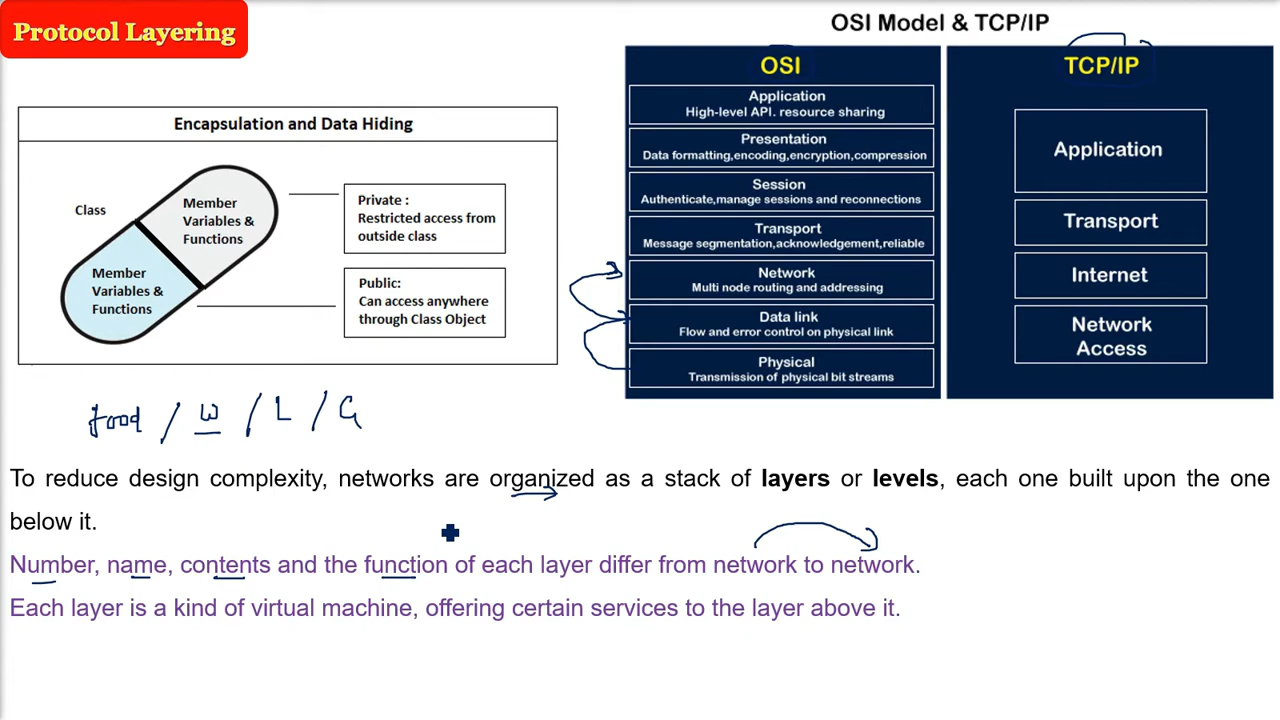 Protocol Layering
OSI Model & TCP/IP
Encapsulation and Data Hiding
Class
Member
Variables &
Functions
Member
Variables &
Functions
Private :
Restricted access from
outside class
Public:
Can access anywhere
through Class Object
OSI
Application
High-level API. resource sharing
Presentation
Data formatting,encoding,encryption,compression
Session
Authenticate,manage sessions and reconnections
Transport
Message segmentation,acknowledgement,reliable
Network
Multi node routing and addressing
Data link
Flow and error control on physical link
Physical
Transmission of physical bit streams
TCP/IP
Application
Transport
Internet
Network
Access
food / W / L / G
To reduce design complexity, networks are organized as a stack of layers or levels, each one built upon the one
below it.
Number, name, contents and the function of each layer differ from network to network.
Each layer is a kind of virtual machine, offering certain services to the layer above it.